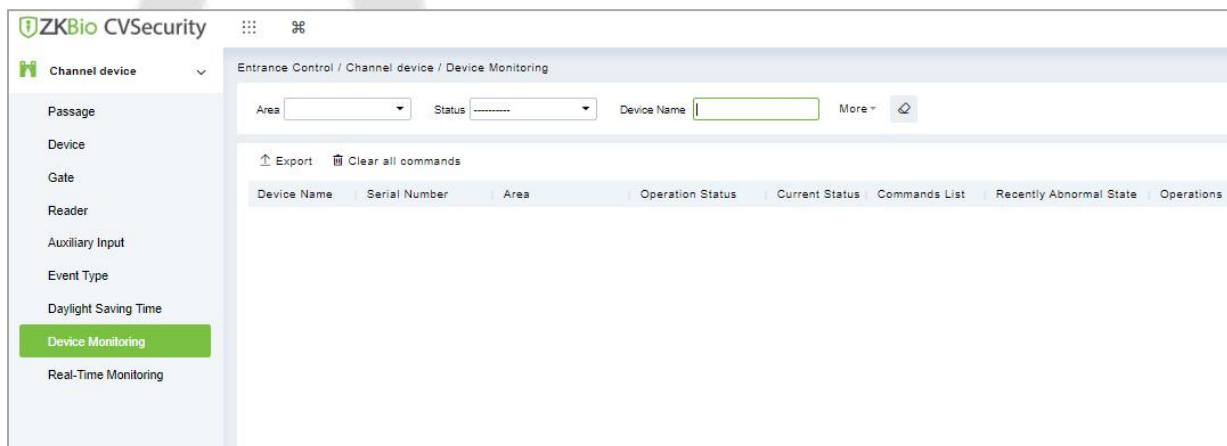 ZKBio CVSecurity
Channel device
Passage
Device
Gate
Reader
Auxiliary Input
Event Type
Daylight Saving Time
Device Monitoring
Real-Time Monitoring
Entrance Control / Channel device / Device Monitoring
Area Status ---------- Device Name More
Export Clear all commands
Device Name Serial Number Area Operation Status Current Status Commands List Recently Abnormal State Operations